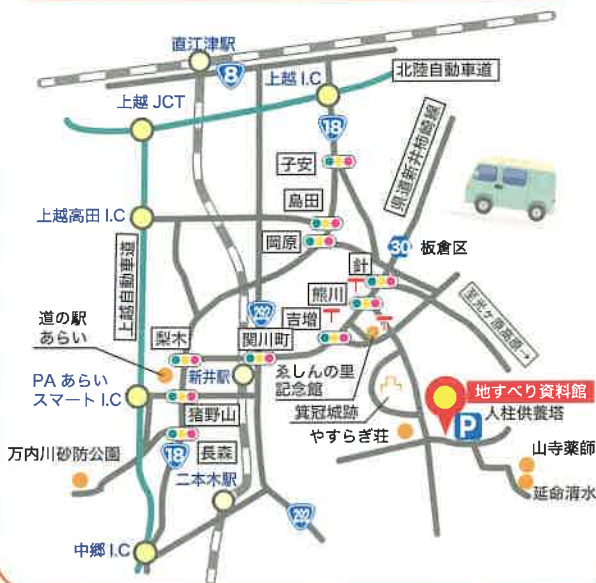 直江津駅
8
上越 I.C
北陸自動車道
上越 JCT
18
子安
県道新井柿崎線
島田
上越高田 I.C
岡原
30
板倉区
上越自動車道
針
熊川
至光ヶ原高原→
292
吉増
道の駅
あらい
梨木
関川町
新井駅
ゑしんの里
記念館
PA あらい
スマート I.C
箕冠城跡
地すべり資料館
猪野山
やすらぎ荘
P
人柱供養塔
万内川砂防公園
18
長森
山寺薬師
二本木駅
延命清水
292
中郷 I.C